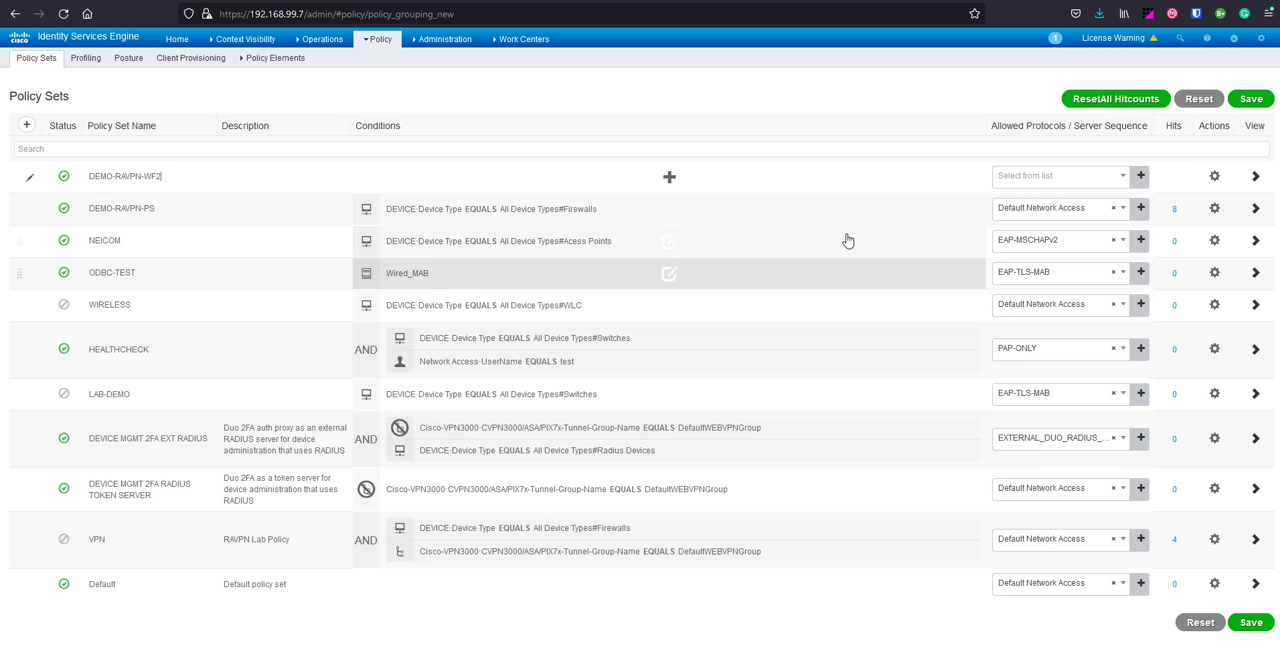 https://192.168.99.7/admin/#policy/policy_grouping_new
CISCO Identity Services Engine Home Context Visibility Operations Policy Administration Work Centers 1 License Warning
Policy Sets Profiling Posture Client Provisioning Policy Elements
Policy Sets
ResetAll Hitcounts Reset Save
+ Status Policy Set Name Description Conditions Allowed Protocols / Server Sequence Hits Actions View
Search
DEMO-RAVPN-WF2 Select from list
DEMO-RAVPN-PS DEVICE·Device Type EQUALS All Device Types#Firewalls Default Network Access 8
NEICOM DEVICE·Device Type EQUALS All Device Types#Acess Points EAP-MSCHAPv2 0
ODBC-TEST Wired_MAB EAP-TLS-MAB 0
WIRELESS DEVICE·Device Type EQUALS All Device Types#WLC Default Network Access 0
HEALTHCHECK AND DEVICE·Device Type EQUALS All Device Types#Switches PAP-ONLY 0
Network Access·UserName EQUALS test
LAB-DEMO DEVICE·Device Type EQUALS All Device Types#Switches EAP-TLS-MAB 0
DEVICE MGMT 2FA EXT RADIUS
Duo 2FA auth proxy as an external
RADIUS server for device
administration that uses RADIUS
AND
Cisco-VPN3000·CVPN3000/ASA/PIX7x-Tunnel-Group-Name EQUALS DefaultWEBVPNGroup
DEVICE·Device Type EQUALS All Device Types#Radius Devices
EXTERNAL_DUO_RADIUS_... 0
DEVICE MGMT 2FA RADIUS
TOKEN SERVER
Duo 2FA as a token server for
device administration that uses
RADIUS
Cisco-VPN3000·CVPN3000/ASA/PIX7x-Tunnel-Group-Name EQUALS DefaultWEBVPNGroup
Default Network Access 0
VPN RAVPN Lab Policy AND
DEVICE·Device Type EQUALS All Device Types#Firewalls
Cisco-VPN3000·CVPN3000/ASA/PIX7x-Tunnel-Group-Name EQUALS DefaultWEBVPNGroup
Default Network Access 4
Default Default policy set Default Network Access 0
Reset Save